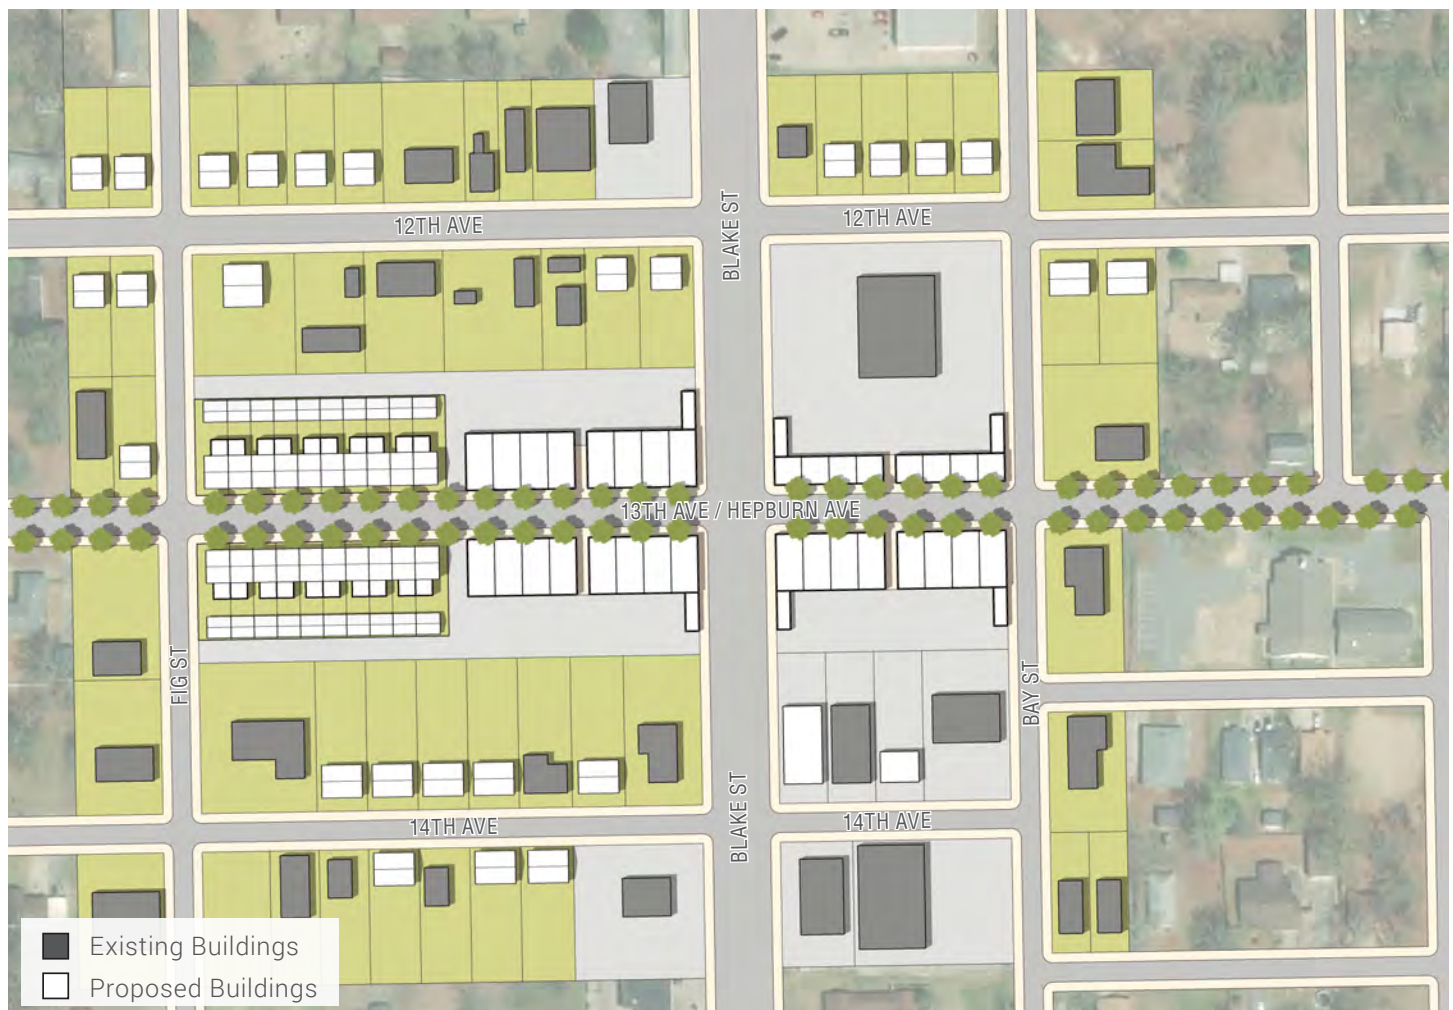 12TH AVE
12TH AVE
BLAKE ST
13TH AVE / HEPBURN AVE
FIG ST
BAY ST
BLAKE ST
14TH AVE
14TH AVE
Existing Buildings
Proposed Buildings